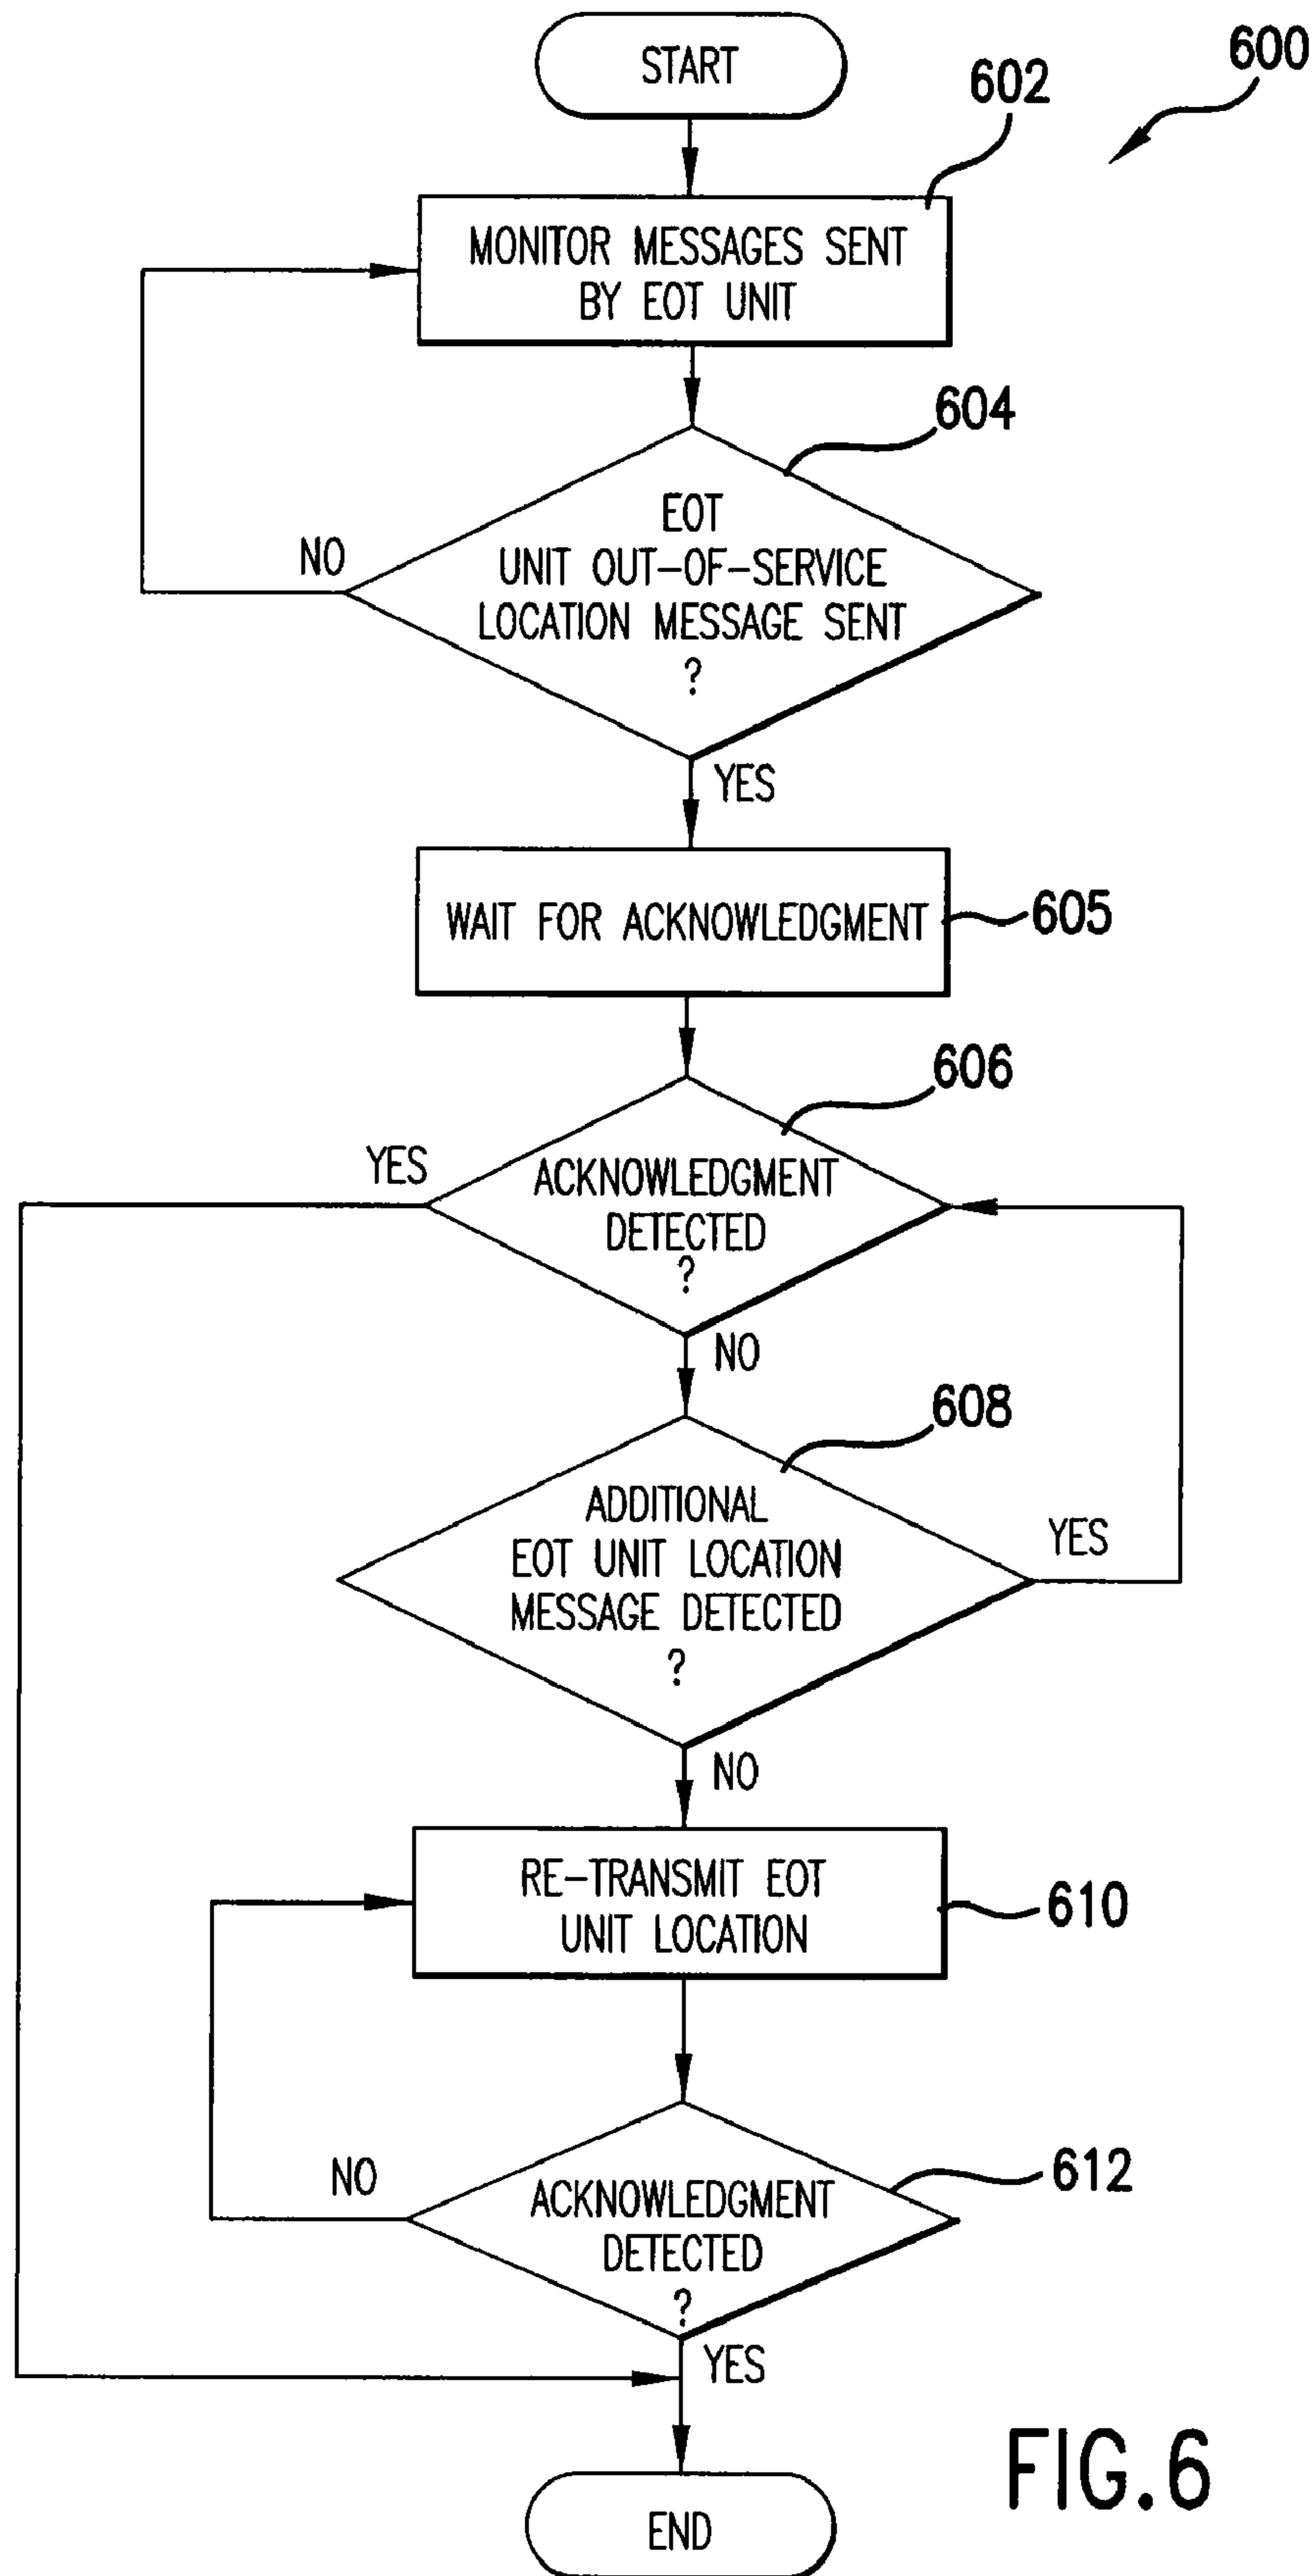 START
600
602
MONITOR MESSAGES SENT
BY EOT UNIT
604
EOT
UNIT OUT-OF-SERVICE
LOCATION MESSAGE SENT
?
NO
YES
WAIT FOR ACKNOWLEDGMENT
605
606
YES
ACKNOWLEDGMENT
DETECTED
?
NO
608
ADDITIONAL
EOT UNIT LOCATION
MESSAGE DETECTED
?
YES
NO
RE-TRANSMIT EOT
UNIT LOCATION
610
612
NO
ACKNOWLEDGMENT
DETECTED
?
YES
END
FIG.6